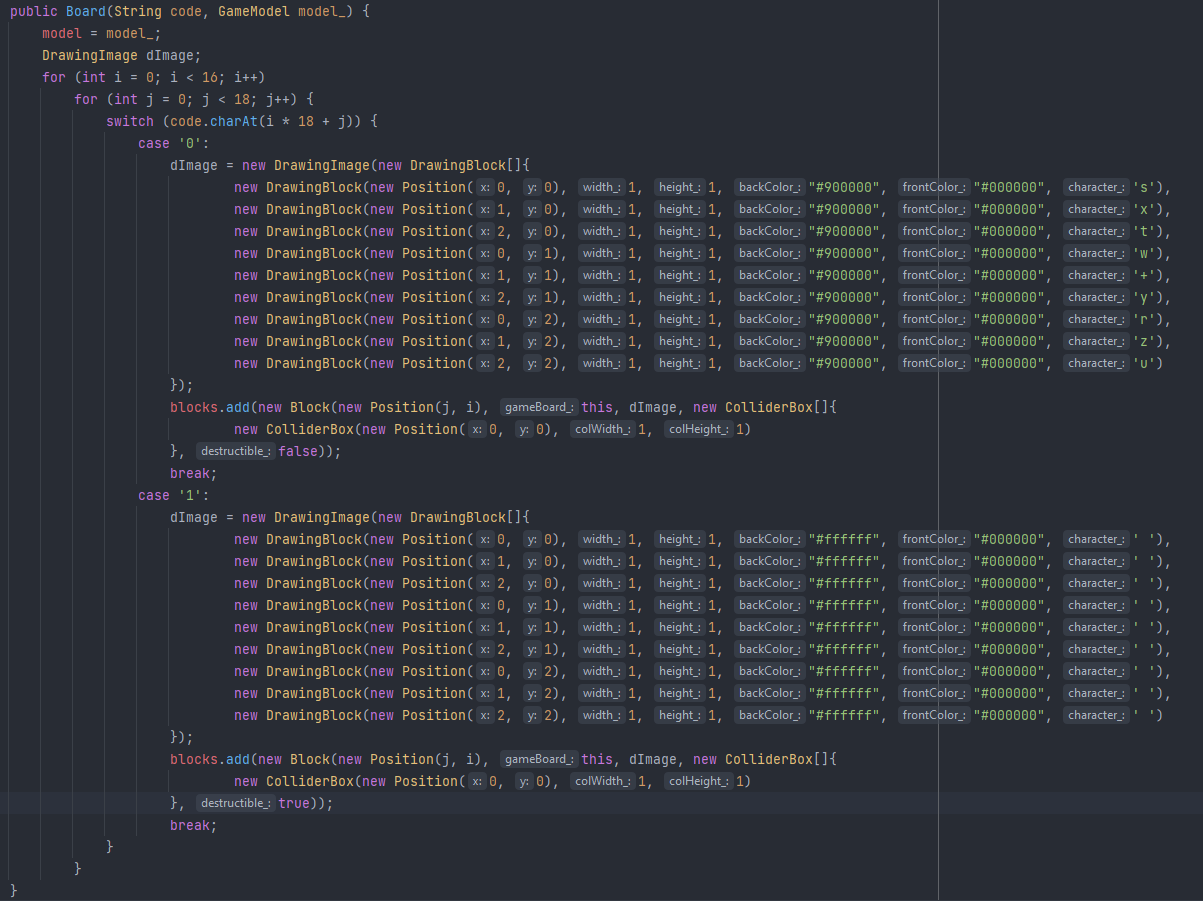 public Board(String code, GameModel model_) {
    model = model_;
    DrawingImage dImage;
    for (int i = 0; i < 16; i++)
        for (int j = 0; j < 18; j++) {
            switch (code.charAt(i * 18 + j)) {
                case '0':
                    dImage = new DrawingImage(new DrawingBlock[]{
                            new DrawingBlock(new Position( x: 0, y: 0), width_: 1, height_: 1, backColor_: "#900000", frontColor_: "#000000", character_: 's'),
                            new DrawingBlock(new Position( x: 1, y: 0), width_: 1, height_: 1, backColor_: "#900000", frontColor_: "#000000", character_: 'x'),
                            new DrawingBlock(new Position( x: 2, y: 0), width_: 1, height_: 1, backColor_: "#900000", frontColor_: "#000000", character_: 't'),
                            new DrawingBlock(new Position( x: 0, y: 1), width_: 1, height_: 1, backColor_: "#900000", frontColor_: "#000000", character_: 'w'),
                            new DrawingBlock(new Position( x: 1, y: 1), width_: 1, height_: 1, backColor_: "#900000", frontColor_: "#000000", character_: '+'),
                            new DrawingBlock(new Position( x: 2, y: 1), width_: 1, height_: 1, backColor_: "#900000", frontColor_: "#000000", character_: 'y'),
                            new DrawingBlock(new Position( x: 0, y: 2), width_: 1, height_: 1, backColor_: "#900000", frontColor_: "#000000", character_: 'r'),
                            new DrawingBlock(new Position( x: 1, y: 2), width_: 1, height_: 1, backColor_: "#900000", frontColor_: "#000000", character_: 'z'),
                            new DrawingBlock(new Position( x: 2, y: 2), width_: 1, height_: 1, backColor_: "#900000", frontColor_: "#000000", character_: 'u')
                    });
                    blocks.add(new Block(new Position(j, i), gameBoard_: this, dImage, new ColliderBox[]{
                            new ColliderBox(new Position( x: 0, y: 0), colWidth_: 1, colHeight_: 1)
                    }, destructible_: false));
                    break;
                case '1':
                    dImage = new DrawingImage(new DrawingBlock[]{
                            new DrawingBlock(new Position( x: 0, y: 0), width_: 1, height_: 1, backColor_: "#ffffff", frontColor_: "#000000", character_: ' '),
                            new DrawingBlock(new Position( x: 1, y: 0), width_: 1, height_: 1, backColor_: "#ffffff", frontColor_: "#000000", character_: ' '),
                            new DrawingBlock(new Position( x: 2, y: 0), width_: 1, height_: 1, backColor_: "#ffffff", frontColor_: "#000000", character_: ' '),
                            new DrawingBlock(new Position( x: 0, y: 1), width_: 1, height_: 1, backColor_: "#ffffff", frontColor_: "#000000", character_: ' '),
                            new DrawingBlock(new Position( x: 1, y: 1), width_: 1, height_: 1, backColor_: "#ffffff", frontColor_: "#000000", character_: ' '),
                            new DrawingBlock(new Position( x: 2, y: 1), width_: 1, height_: 1, backColor_: "#ffffff", frontColor_: "#000000", character_: ' '),
                            new DrawingBlock(new Position( x: 0, y: 2), width_: 1, height_: 1, backColor_: "#ffffff", frontColor_: "#000000", character_: ' '),
                            new DrawingBlock(new Position( x: 1, y: 2), width_: 1, height_: 1, backColor_: "#ffffff", frontColor_: "#000000", character_: ' '),
                            new DrawingBlock(new Position( x: 2, y: 2), width_: 1, height_: 1, backColor_: "#ffffff", frontColor_: "#000000", character_: ' ')
                    });
                    blocks.add(new Block(new Position(j, i), gameBoard_: this, dImage, new ColliderBox[]{
                            new ColliderBox(new Position( x: 0, y: 0), colWidth_: 1, colHeight_: 1)
                    }, destructible_: true));
                    break;
            }
        }
}